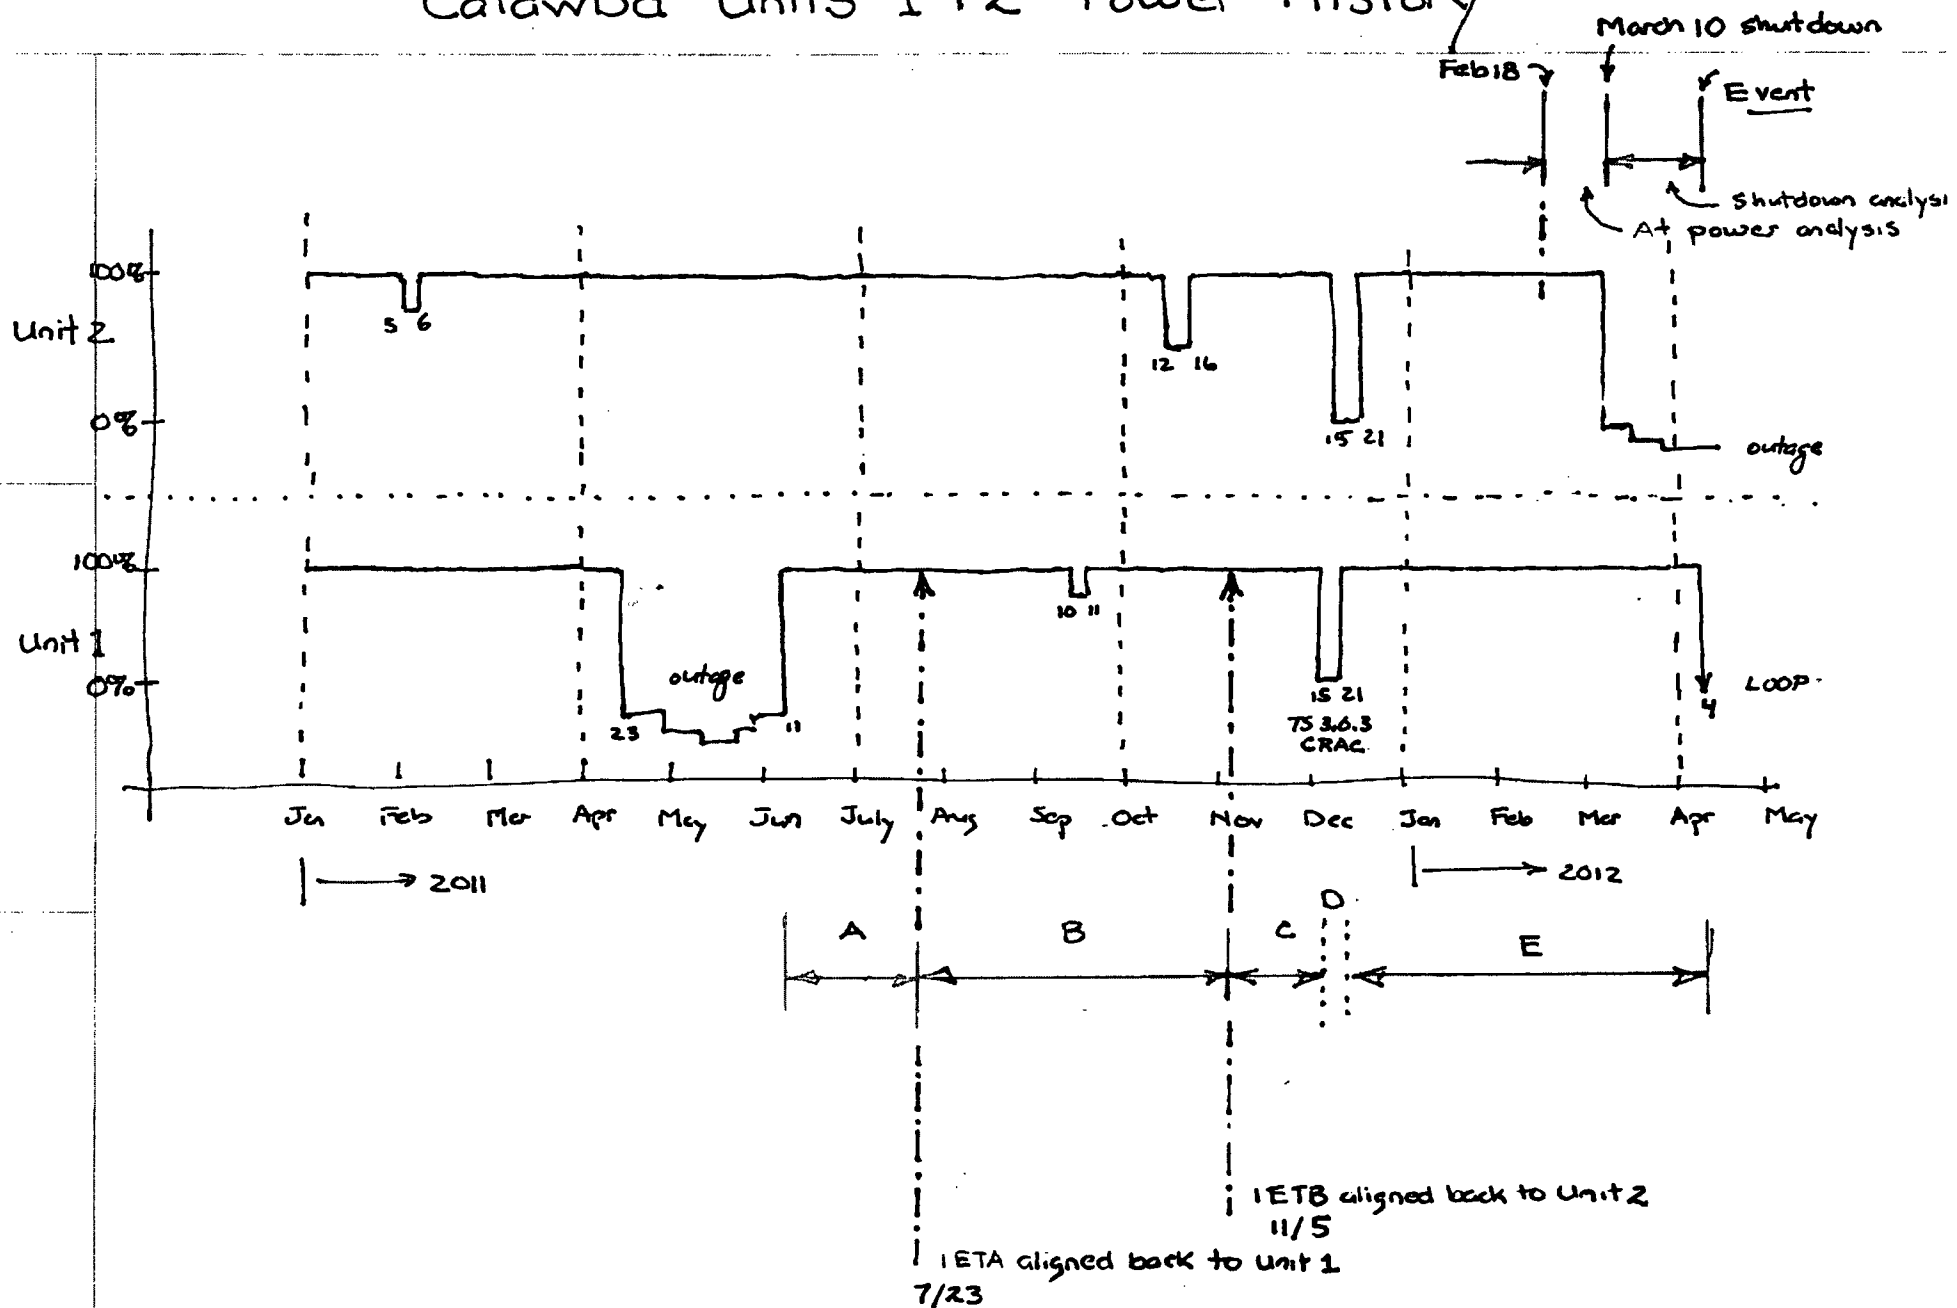 Catawba Units 1+2 Power History
March 10 shutdown
Feb 18
Event
Shutdown analysi
At power analysis
100%
Unit 2
5 6
12 16
0%
15 21
outage
100%
Unit 1
10 11
outage
0%
15 21
LOOP
4
23
11
TS 3.6.3
CRAC
Jan Feb Mar Apr May Jun July Aug Sep Oct Nov Dec Jan Feb Mar Apr May
2011
2012
A
B
C
D
E
1ETB aligned back to Unit 2
11/5
1ETA aligned back to Unit 1
7/23